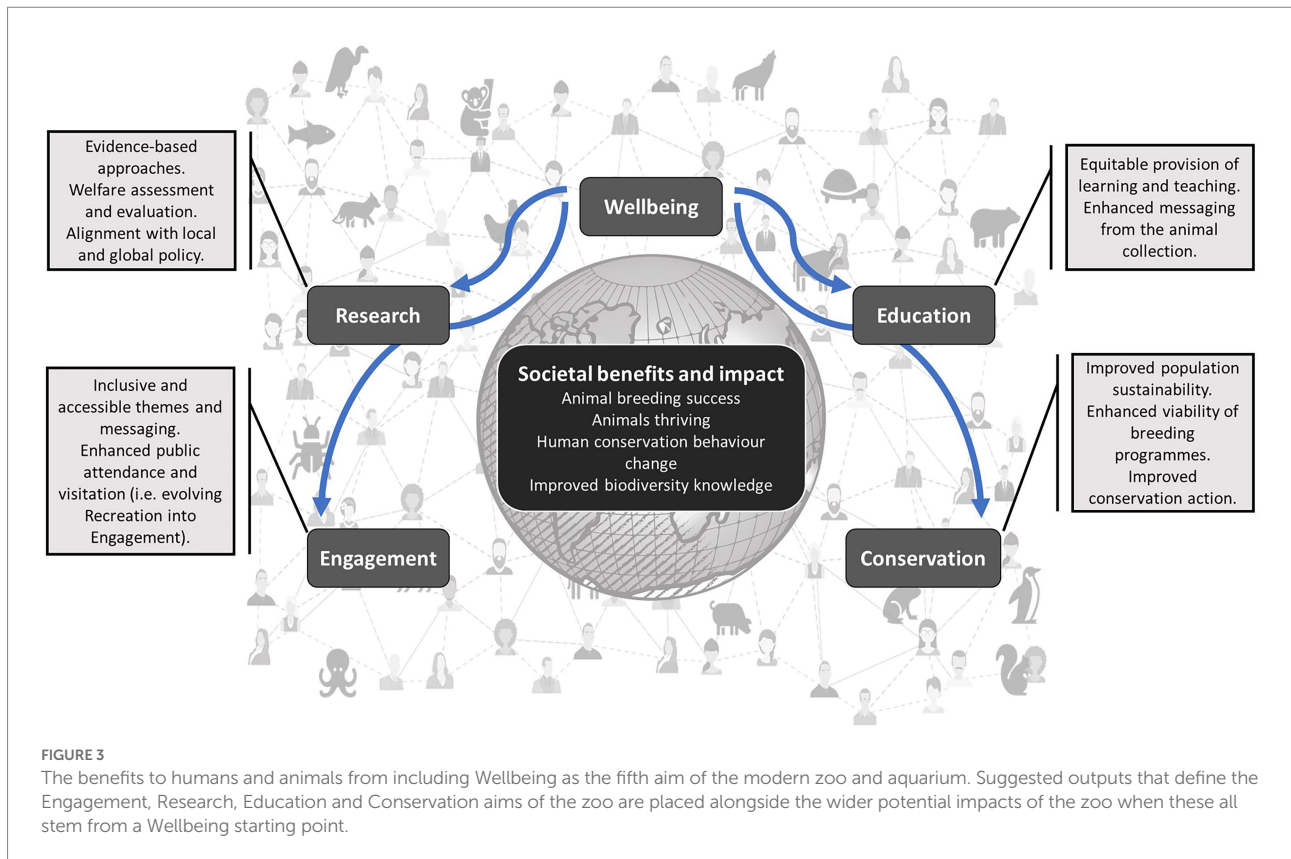 Wellbeing
Evidence-based
approaches.
Welfare assessment
and evaluation.
Alignment with local
and global policy.
Research
Equitable provision of
learning and teaching.
Enhanced messaging
from the animal
collection.
Education
Societal benefits and impact
Animal breeding success
Animals thriving
Human conservation behaviour
change
Improved biodiversity knowledge
Inclusive and
accessible themes and
messaging.
Enhanced public
attendance and
visitation (i.e. evolving
Recreation into
Engagement).
Engagement
Improved population
sustainability.
Enhanced viability of
breeding
programmes.
Improved
conservation action.
Conservation
FIGURE 3
The benefits to humans and animals from including Wellbeing as the fifth aim of the modern zoo and aquarium. Suggested outputs that define the
Engagement, Research, Education and Conservation aims of the zoo are placed alongside the wider potential impacts of the zoo when these all
stem from a Wellbeing starting point.